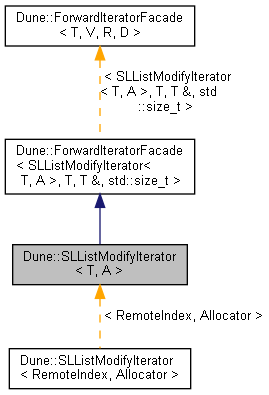 Dune::ForwardIteratorFacade
< T, V, R, D >
< SLListModifyIterator
< T, A >, T, T &, std
::size_t >
Dune::ForwardIteratorFacade
< SLListModifyIterator<
T, A >, T, T &, std::size_t >
Dune::SLListModifyIterator
< T, A >
< RemoteIndex, Allocator >
Dune::SLListModifyIterator
< RemoteIndex, Allocator >